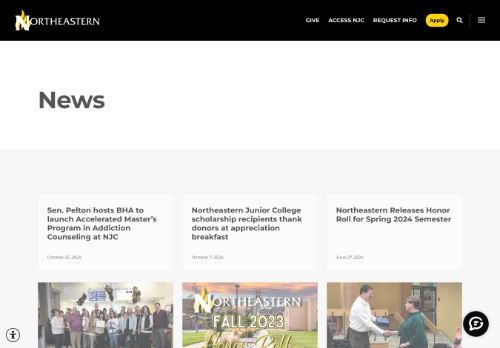 NORTHEASTERN
GIVE
ACCESS NJC
REQUEST INFO
Apply
News
Sen. Pelton hosts BHA to
launch Accelerated Master's
Program in Addiction
Counseling at NJC
October 25, 2024
Northeastern Junior College
scholarship recipients thank
donors at appreciation
breakfast
October 7, 2024
Northeastern Releases Honor
Roll for Spring 2024 Semester
June 27, 2024
NORTHEASTERN
FALL 2023
Honor Roll